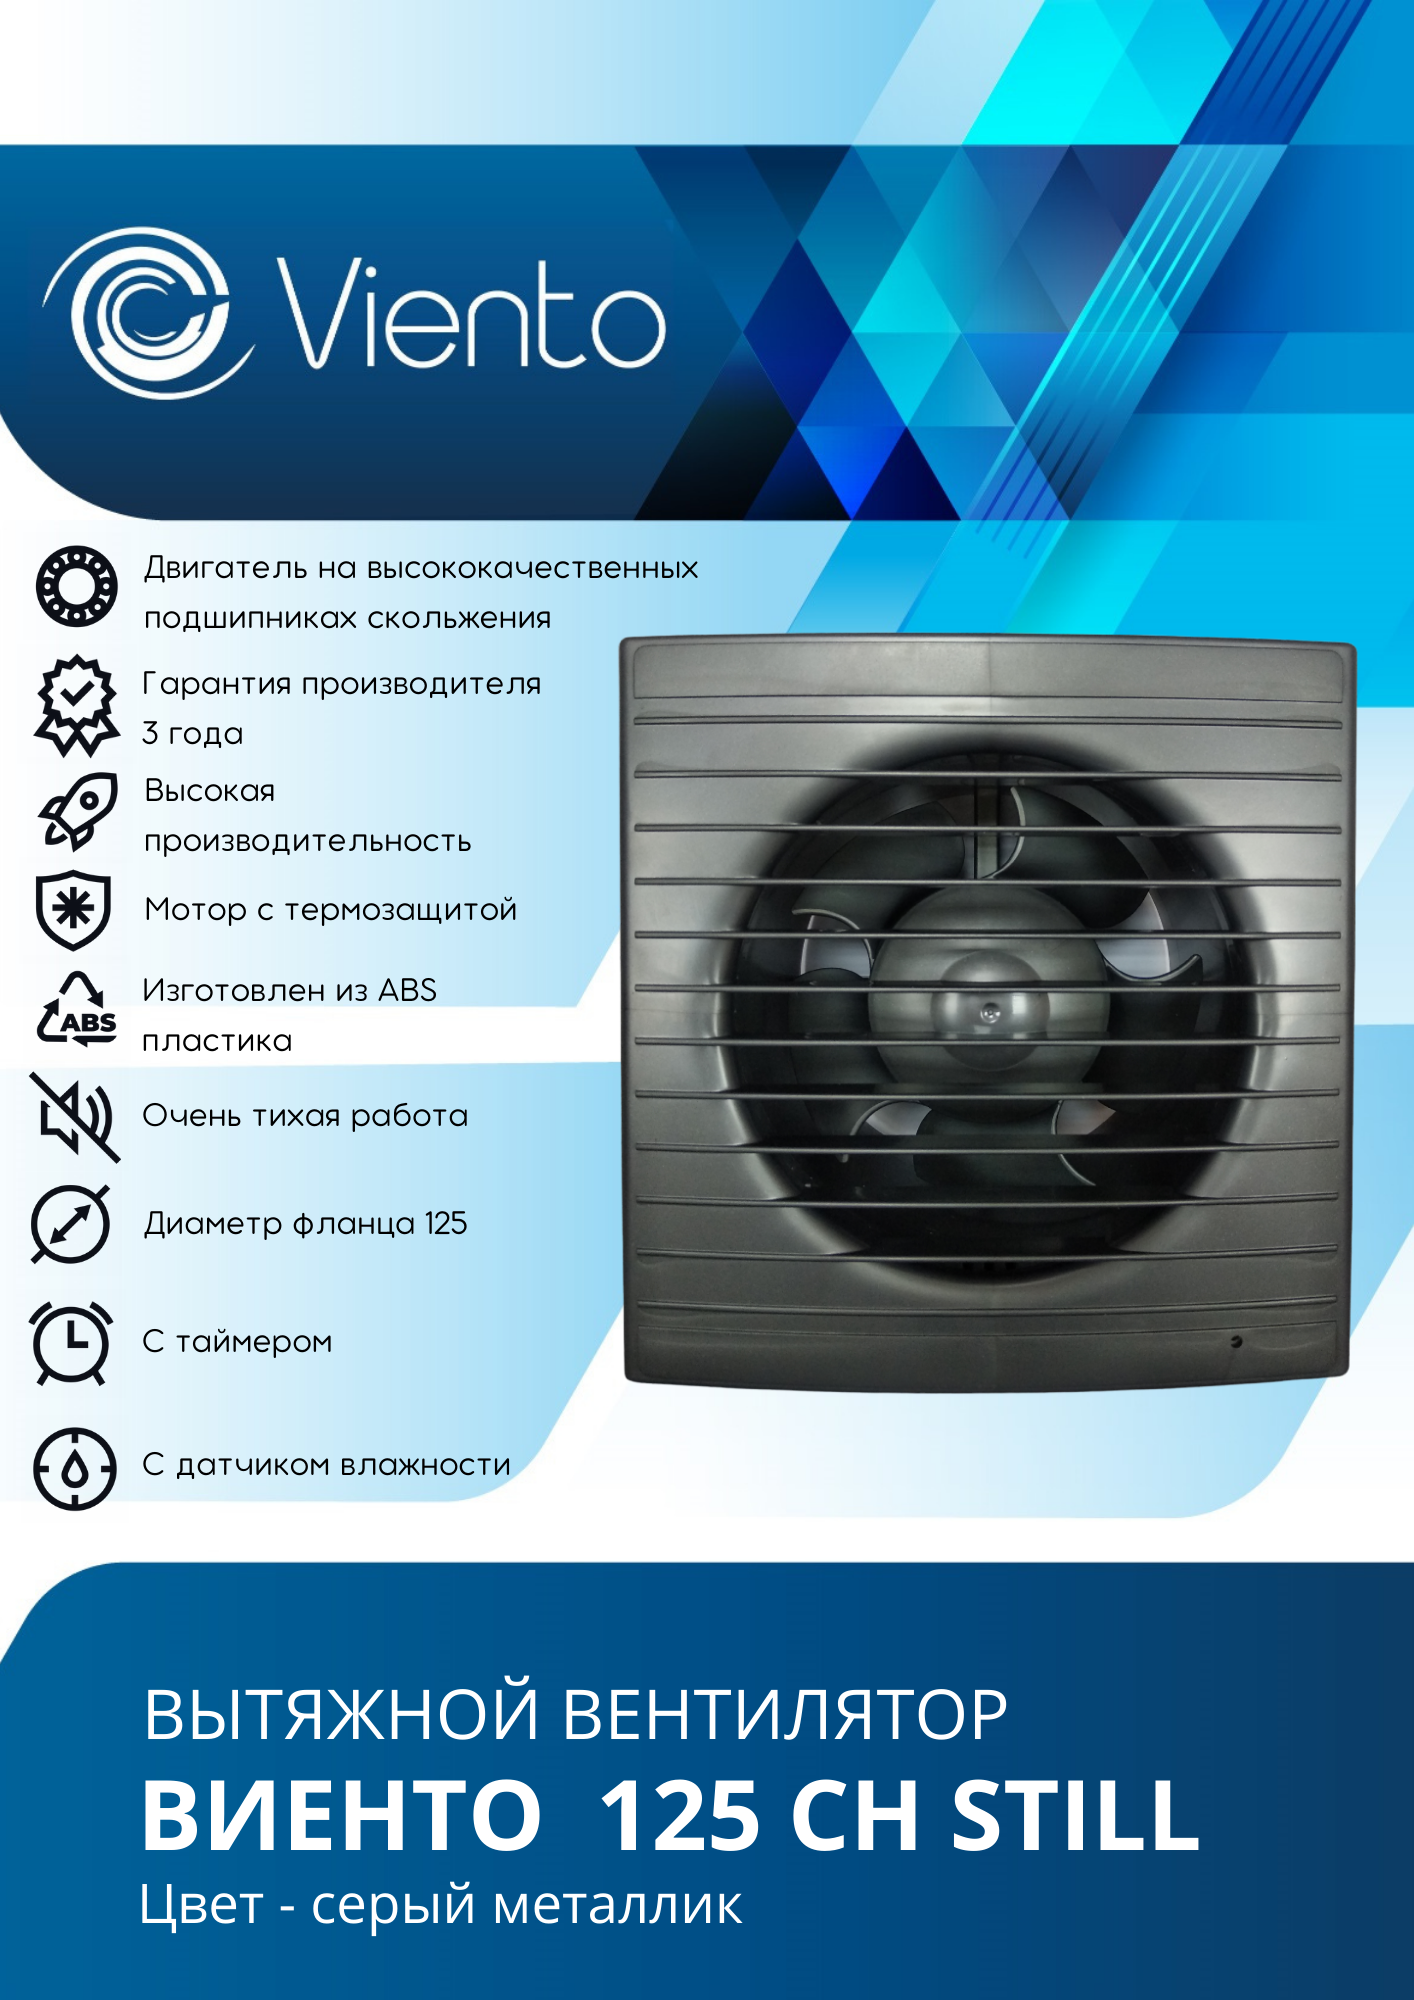 Viento
Двигатель на высококачественных
подшипниках скольжения
Гарантия производителя
3 года
Высокая
производительность
Мотор с термозащитой
Изготовлен из ABS
пластика
ABS
Очень тихая работа
Диаметр фланца 125
С таймером
С датчиком влажности
ВЫТЯЖНОЙ ВЕНТИЛЯТОР
ВИЕНТО 125 СН STILL
Цвет - серый металлик